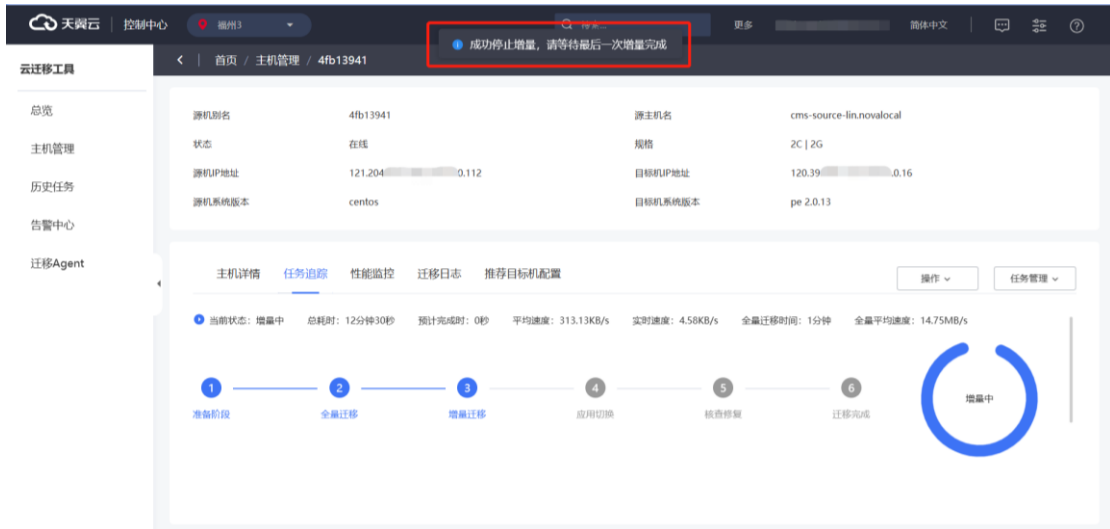 天翼云 控制中心 福州3 搜索... 更多 简体中文
成功停止增量，请等待最后一次增量完成
云迁移工具
首页 / 主机管理 / 4fb13941
总览
主机管理
历史任务
告警中心
迁移Agent
源机别名 4fb13941 源主机名 cms-source-lin.novalocal
状态 在线 规格 2C | 2G
源机IP地址 121.204 0.112 目标机IP地址 120.39 .0.16
源机系统版本 centos 目标机系统版本 pe 2.0.13
主机详情 任务追踪 性能监控 迁移日志 推荐目标机配置 操作 任务管理
当前状态：增量中 总耗时：12分钟30秒 预计完成时：0秒 平均速度：313.13KB/s 实时速度：4.58KB/s 全量迁移时间：1分钟 全量平均速度：14.75MB/s
1 2 3 4 5 6
准备阶段 全量迁移 增量迁移 应用切换 核查修复 迁移完成
增量中